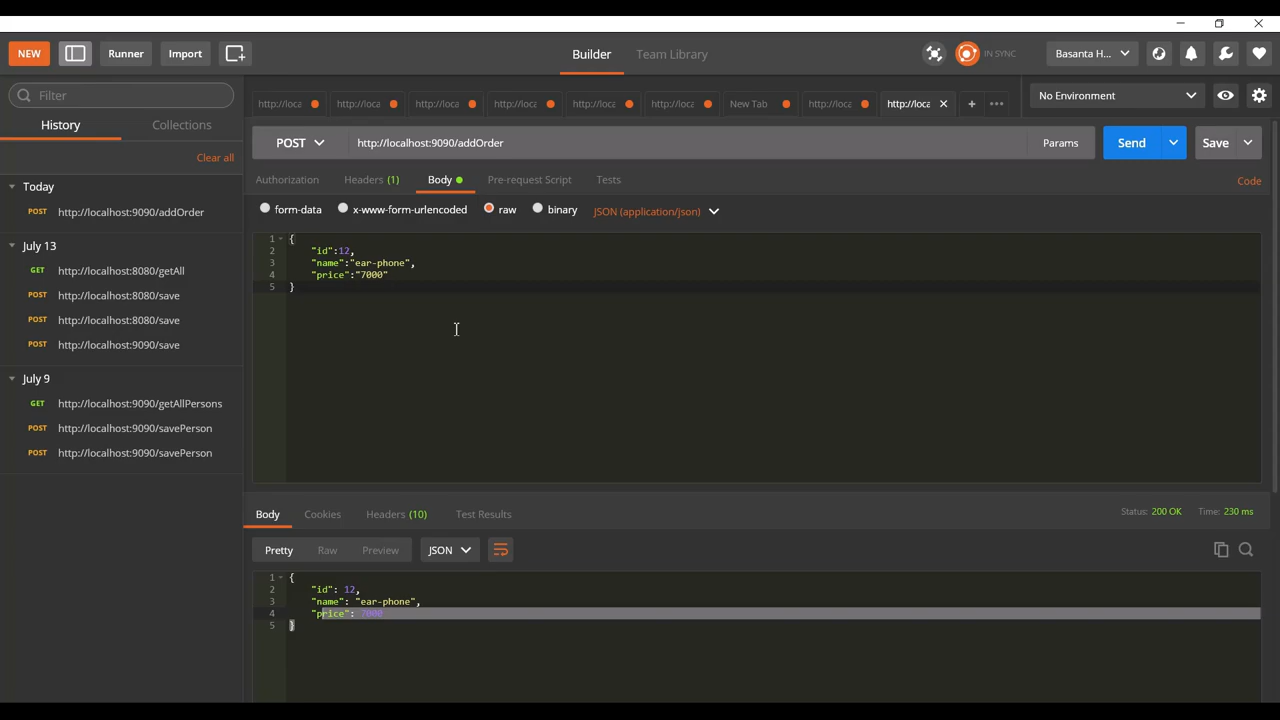 NEW Runner Import Builder Team Library IN SYNC Basanta H...
Filter
http://loca http://loca http://loca http://loca http://loca http://loca New Tab http://loca http://loca + ••• No Environment
History Collections
Clear all
POST http://localhost:9090/addOrder Params Send Save
Authorization Headers (1) Body Pre-request Script Tests Code
form-data x-www-form-urlencoded raw binary JSON (application/json)
Today
POST http://localhost:9090/addOrder
July 13
GET http://localhost:8080/getAll
POST http://localhost:8080/save
POST http://localhost:8080/save
POST http://localhost:9090/save
July 9
GET http://localhost:9090/getAllPersons
POST http://localhost:9090/savePerson
POST http://localhost:9090/savePerson
1 {
2 "id":12,
3 "name":"ear-phone",
4 "price":"7000"
5 }
Body Cookies Headers (10) Test Results Status: 200 OK Time: 230 ms
Pretty Raw Preview JSON
1 {
2 "id": 12,
3 "name": "ear-phone",
4 "price": 7000
5 }